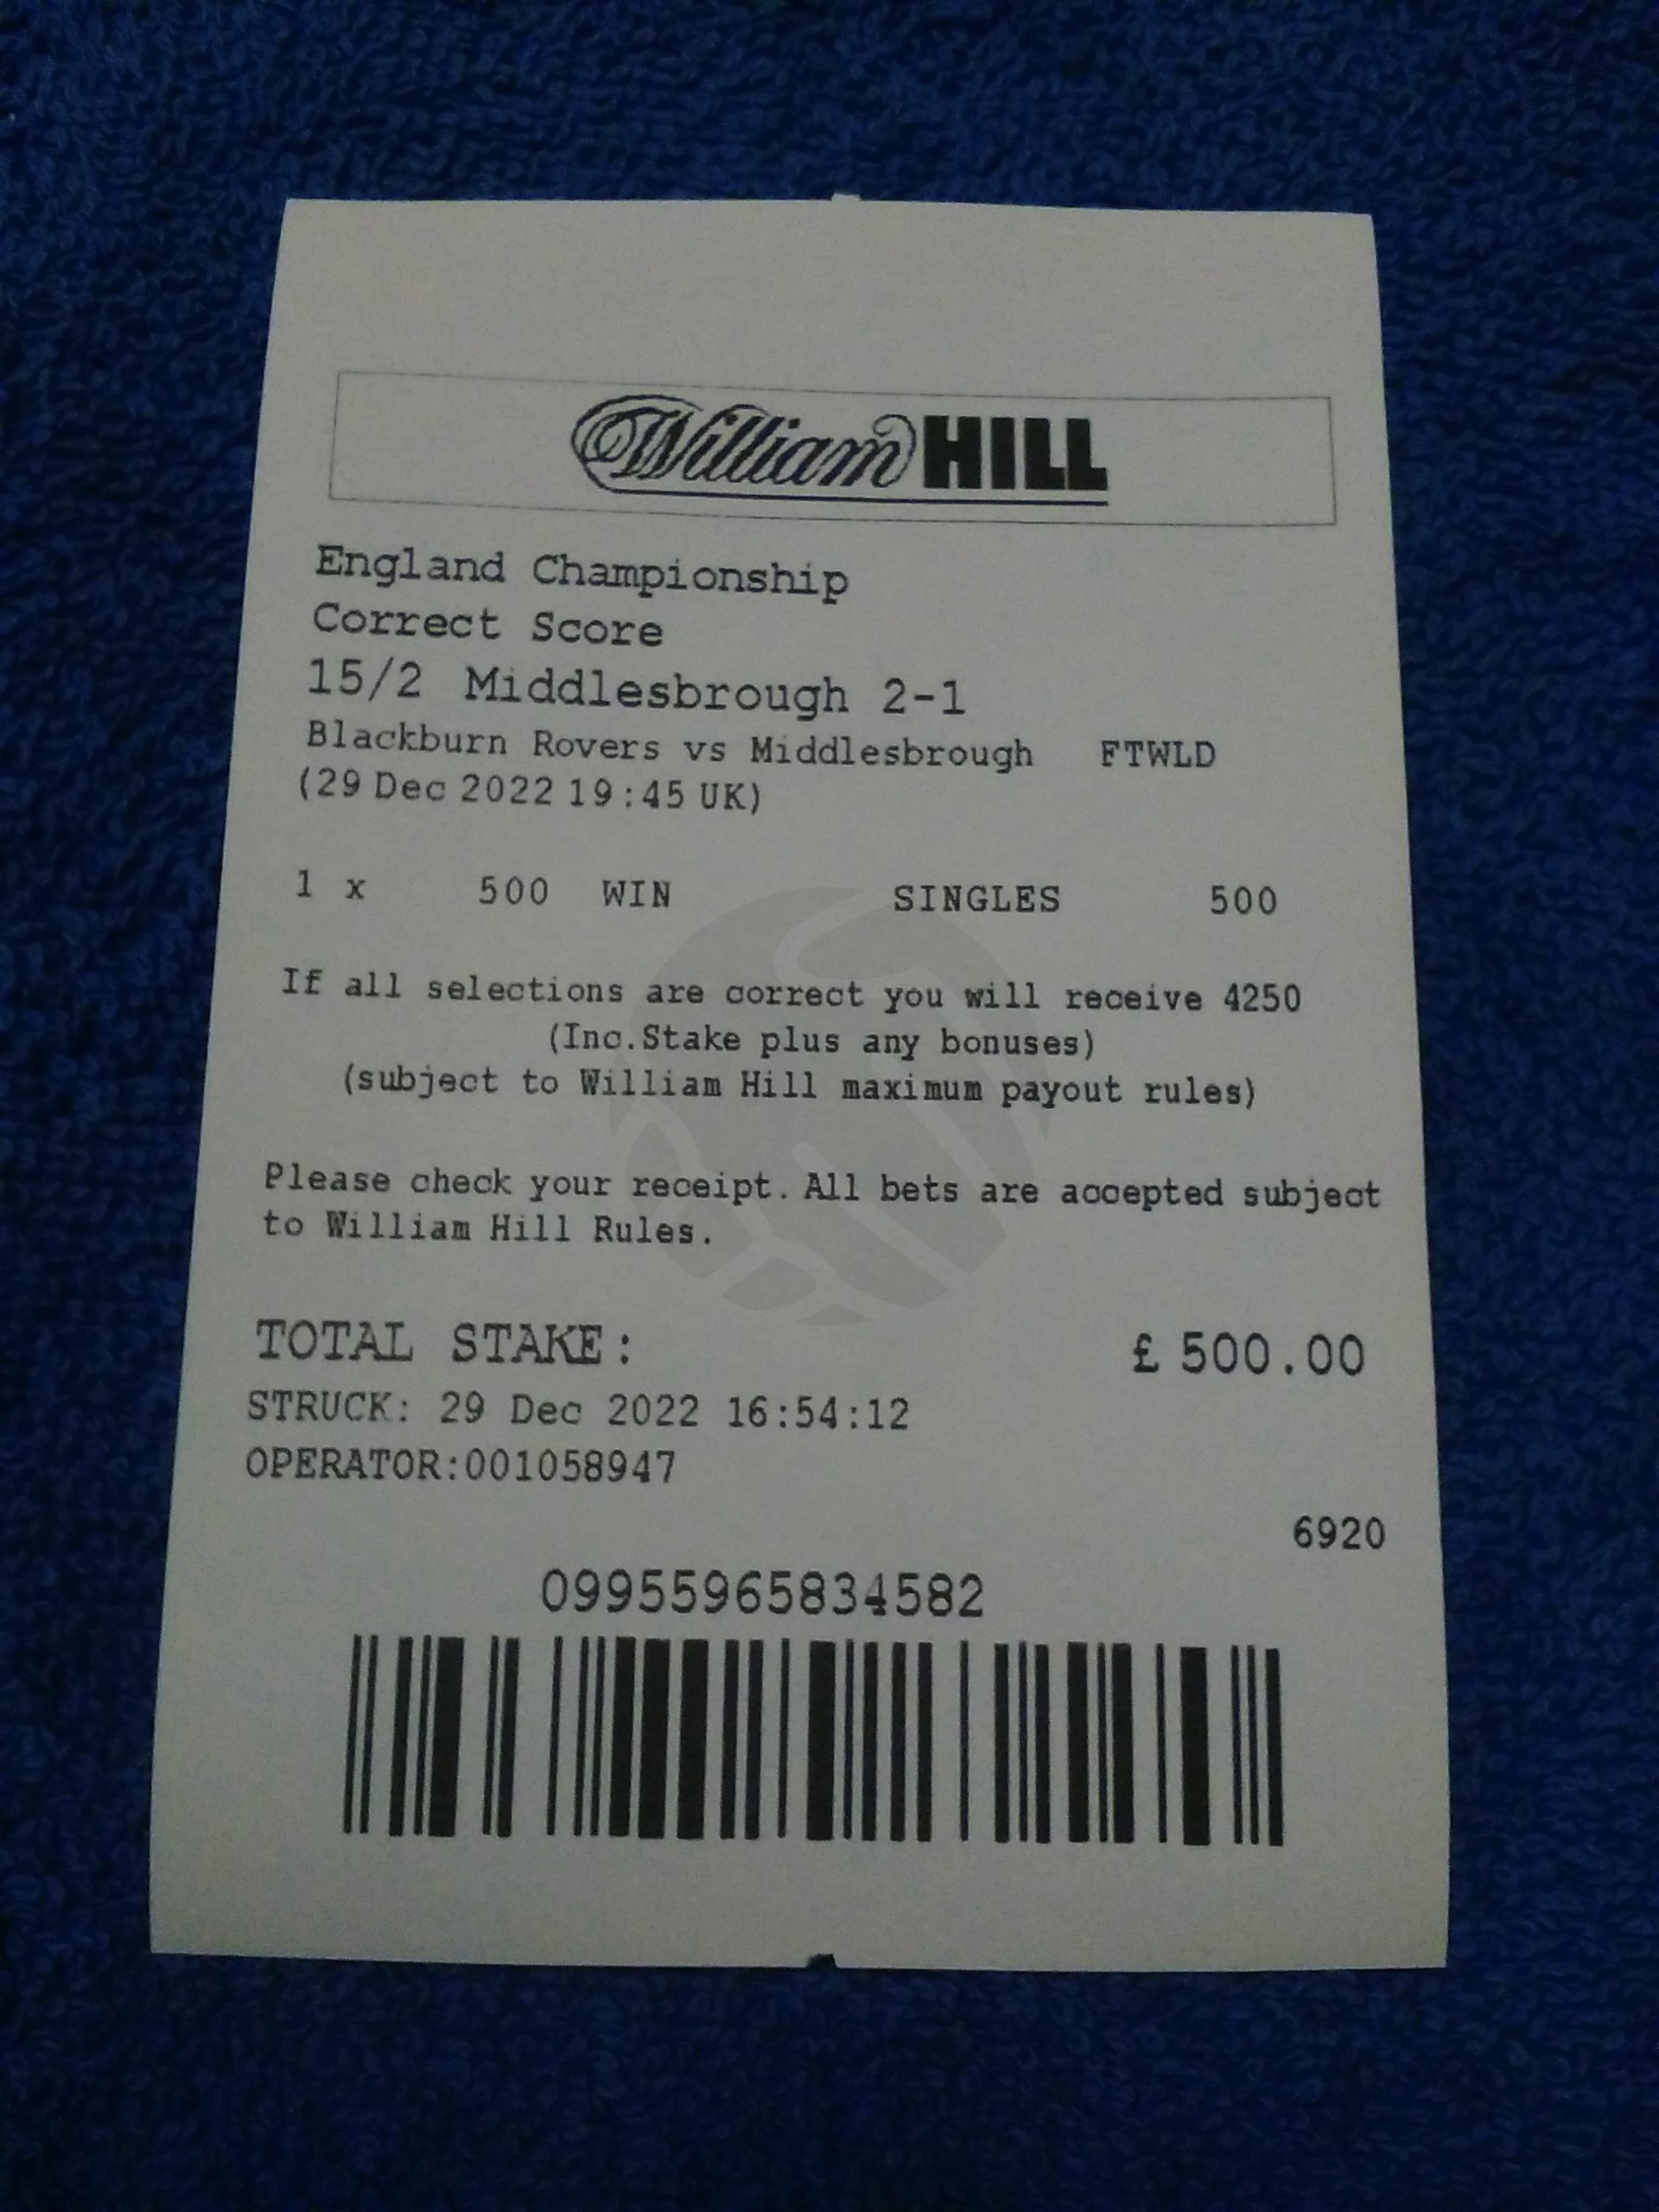 William HILL
England Championship
Correct Score
15/2 Middlesbrough 2-1
Blackburn Rovers vs Middlesbrough FTWLD
(29 Dec 2022 19:45 UK)
1 x 500 WIN SINGLES 500
If all selections are correct you will receive 4250
(Inc.Stake plus any bonuses)
(subject to William Hill maximum payout rules)
Please check your receipt. All bets are accepted subject
to William Hill Rules.
TOTAL STAKE: £ 500.00
STRUCK: 29 Dec 2022 16:54:12
OPERATOR:001058947
6920
09955965834582